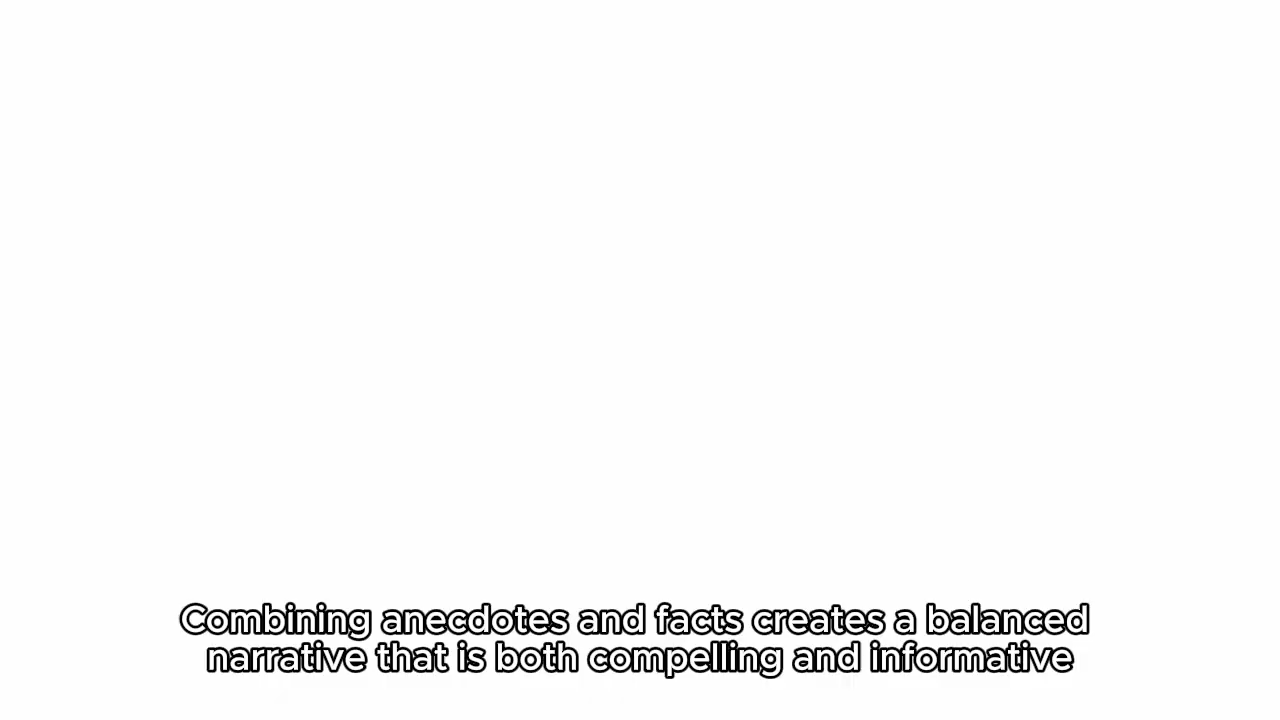 Combining anecdotes and facts creates a balanced
narrative that is both compelling and informative